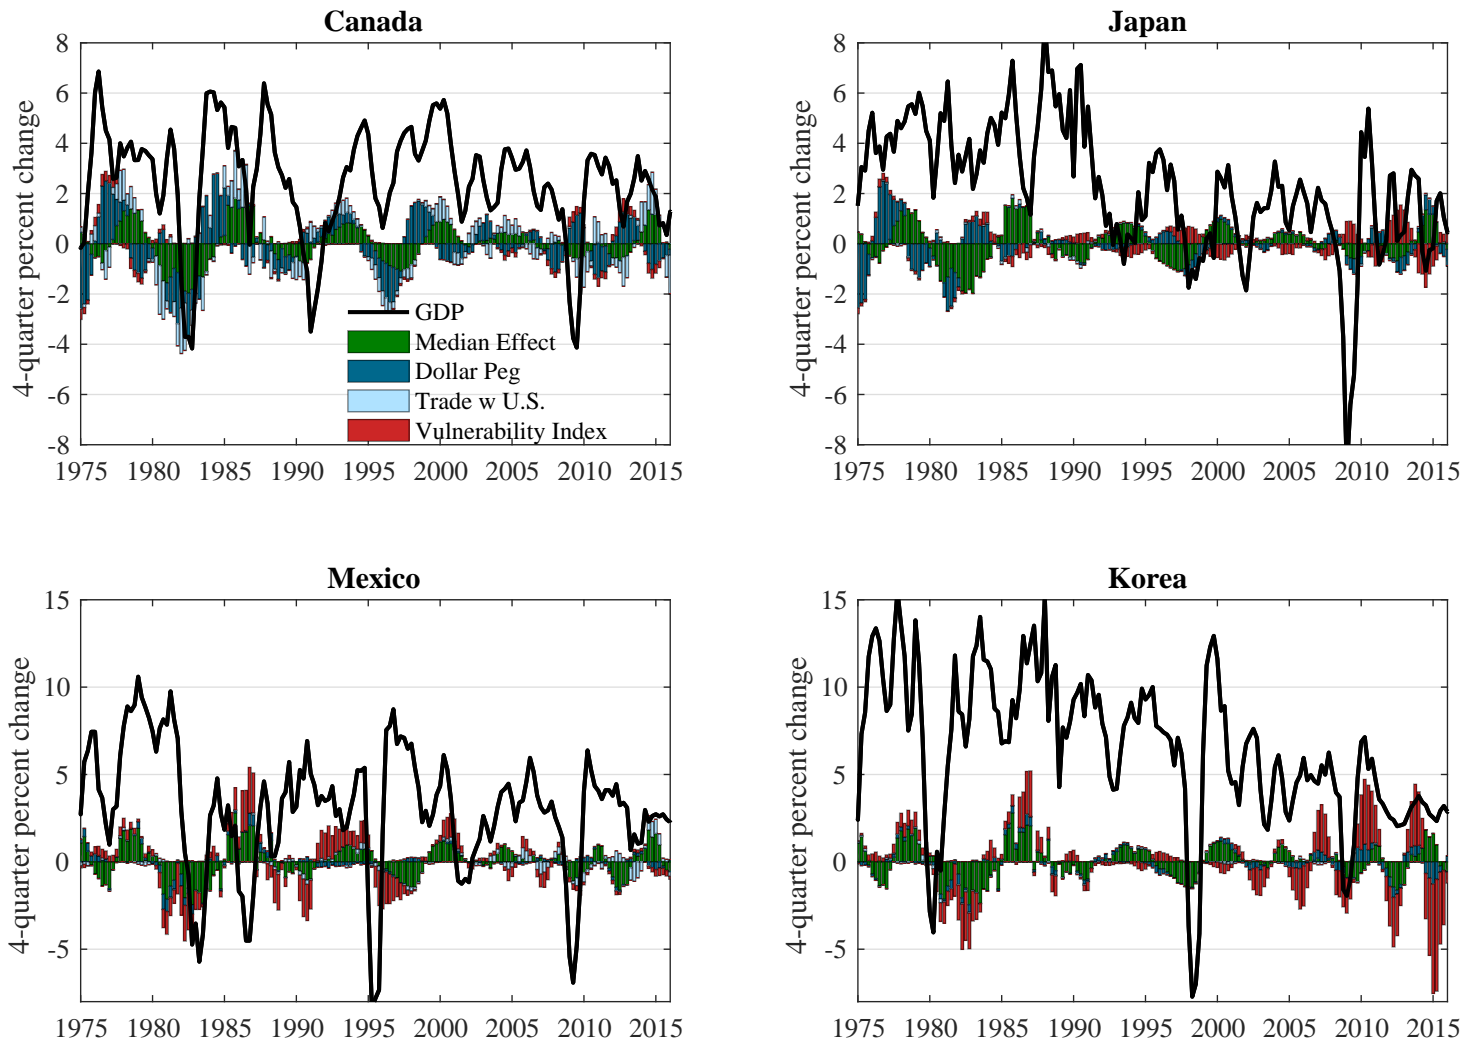 Canada
4-quarter percent change
8
6
4
2
0
-2
-4
-6
-8
GDP
Median Effect
Dollar Peg
Trade w U.S.
Vulnerability Index
1975 1980 1985 1990 1995 2000 2005 2010 2015
Japan
4-quarter percent change
8
6
4
2
0
-2
-4
-6
-8
1975 1980 1985 1990 1995 2000 2005 2010 2015
Mexico
4-quarter percent change
15
10
5
0
-5
1975 1980 1985 1990 1995 2000 2005 2010 2015
Korea
4-quarter percent change
15
10
5
0
-5
1975 1980 1985 1990 1995 2000 2005 2010 2015